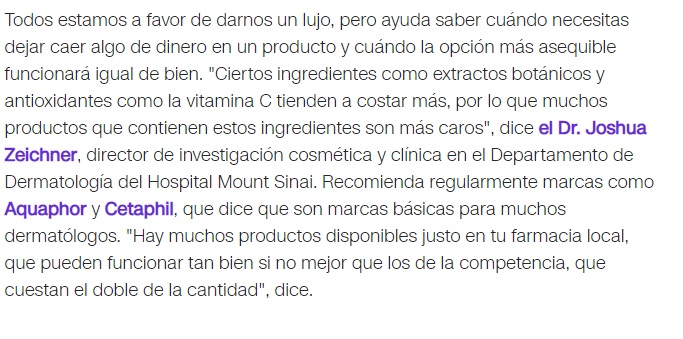 Todos estamos a favor de darnos un lujo, pero ayuda saber cuándo necesitas
dejar caer algo de dinero en un producto y cuándo la opción más asequible
funcionará igual de bien. "Ciertos ingredientes como extractos botánicos y
antioxidantes como la vitamina C tienden a costar más, por lo que muchos
productos que contienen estos ingredientes son más caros", dice el Dr. Joshua
Zeichner, director de investigación cosmética y clínica en el Departamento de
Dermatología del Hospital Mount Sinai. Recomienda regularmente marcas como
Aquaphor y Cetaphil, que dice que son marcas básicas para muchos
dermatólogos. "Hay muchos productos disponibles justo en tu farmacia local,
que pueden funcionar tan bien si no mejor que los de la competencia, que
cuestan el doble de la cantidad", dice.